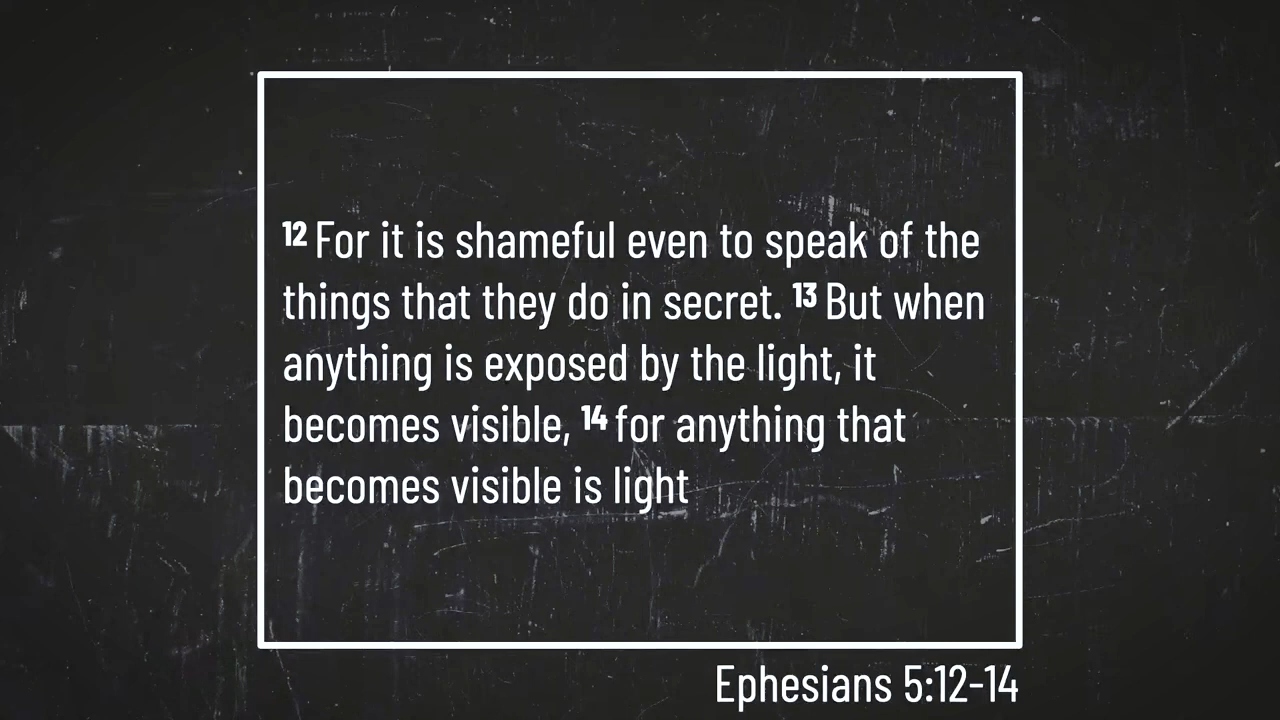 12 For it is shameful even to speak of the
things that they do in secret. 13 But when
anything is exposed by the light, it
becomes visible, 14 for anything that
becomes visible is light
Ephesians 5:12-14